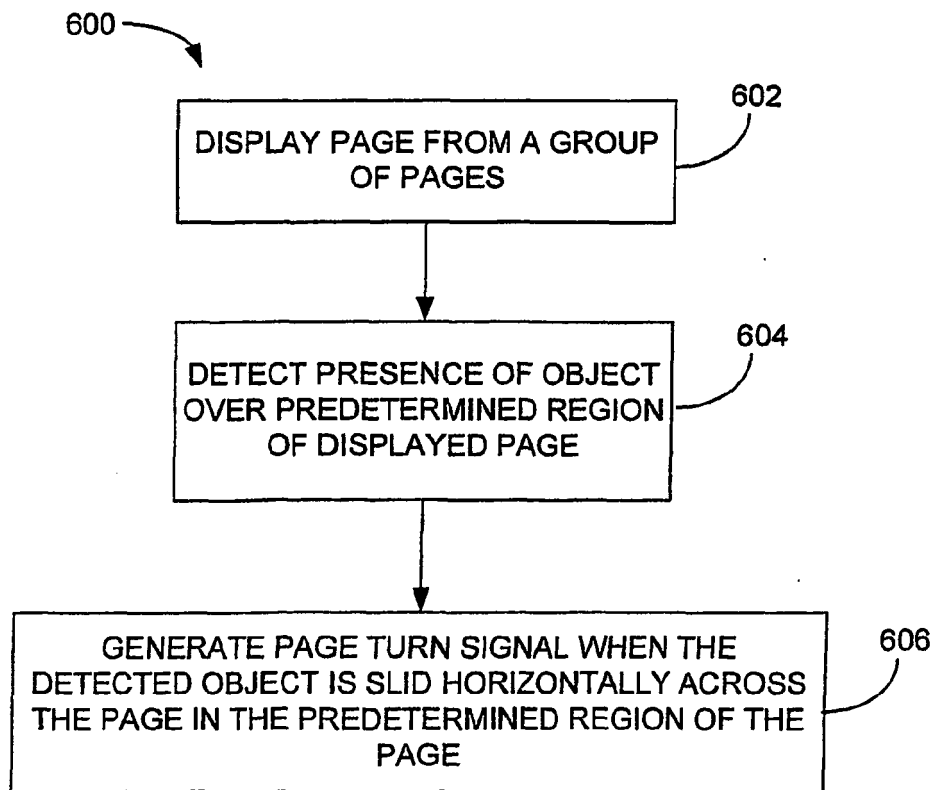 600
602
DISPLAY PAGE FROM A GROUP
OF PAGES
604
DETECT PRESENCE OF OBJECT
OVER PREDETERMINED REGION
OF DISPLAYED PAGE
606
GENERATE PAGE TURN SIGNAL WHEN THE
DETECTED OBJECT IS SLID HORIZONTALLY ACROSS
THE PAGE IN THE PREDETERMINED REGION OF THE
PAGE